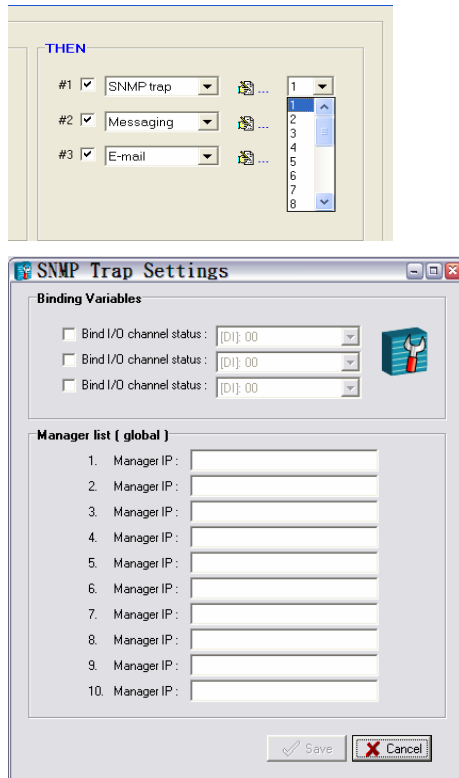 THEN
#1 SNMP trap ... 1
1
2
3
4
5
6
7
8
#2 Messaging ...
#3 E-mail ...
SNMP Trap Settings
Binding Variables
Bind I/O channel status : [DI]: 00
Bind I/O channel status : [DI]: 00
Bind I/O channel status : [DI]: 00
Manager list ( global )
1. Manager IP :
2. Manager IP :
3. Manager IP :
4. Manager IP :
5. Manager IP :
6. Manager IP :
7. Manager IP :
8. Manager IP :
9. Manager IP :
10. Manager IP :
Save Cancel